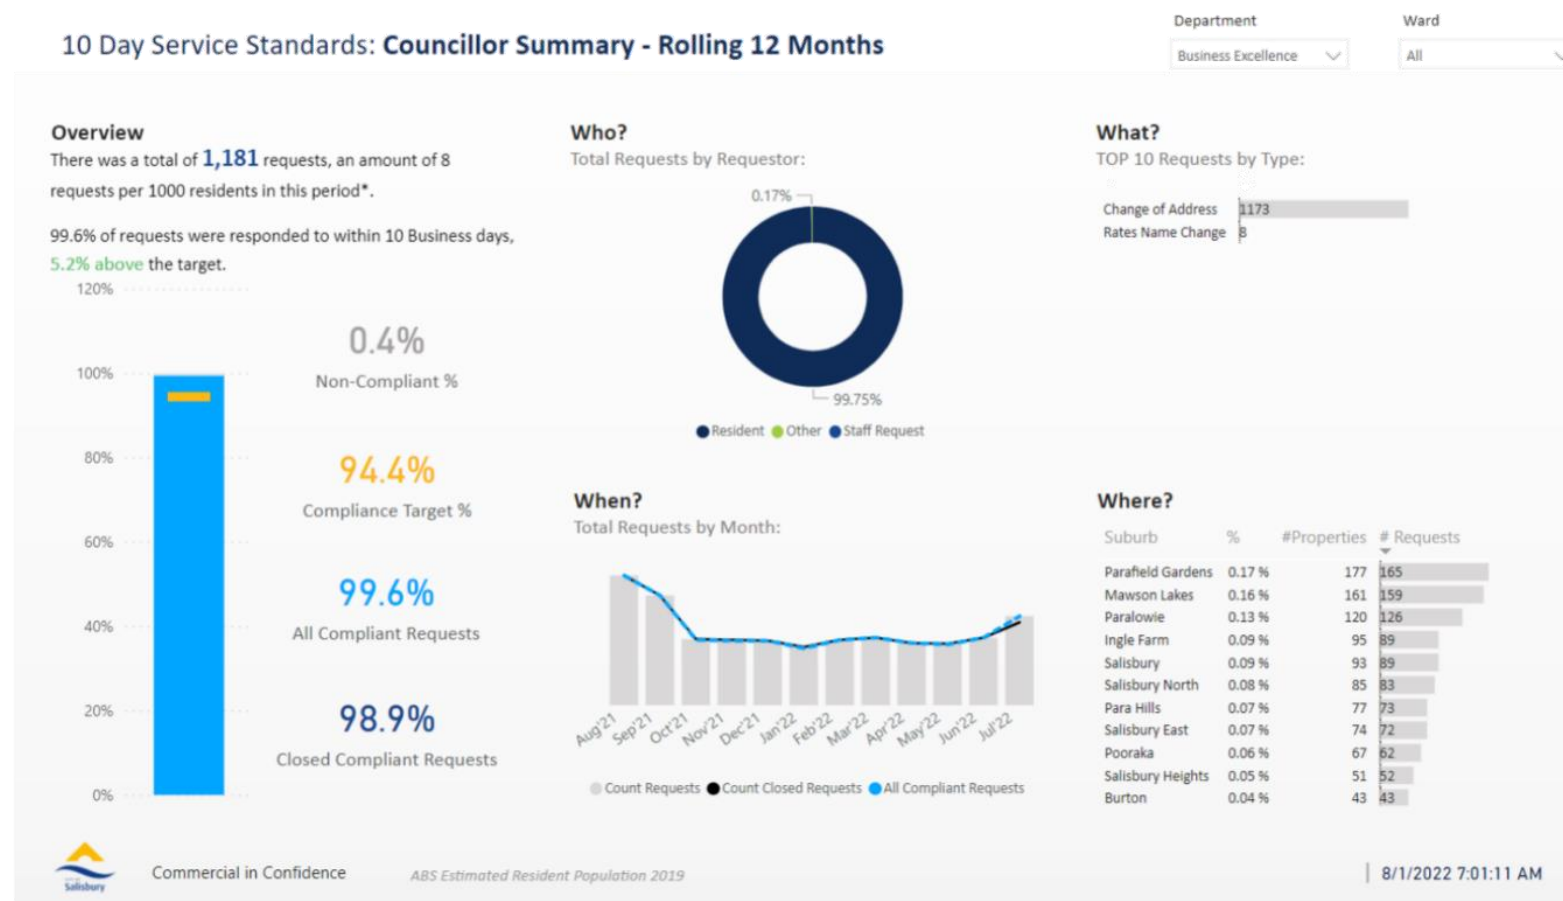 10 Day Service Standards: Councillor Summary - Rolling 12 Months
Department
Business Excellence
Ward
All
Overview
There was a total of 1,181 requests, an amount of 8
requests per 1000 residents in this period*.
99.6% of requests were responded to within 10 Business days,
5.2% above the target.
120%
100%
80%
60%
40%
20%
0%
0.4%
Non-Compliant %
94.4%
Compliance Target %
99.6%
All Compliant Requests
98.9%
Closed Compliant Requests
Who?
Total Requests by Requestor:
0.17%
99.75%
Resident Other Staff Request
What?
TOP 10 Requests by Type:
Change of Address 1173
Rates Name Change 8
When?
Total Requests by Month:
Aug'21 Sep'21 Oct'21 Nov'21 Dec'21 Jan'22 Feb'22 Mar'22 Apr'22 May'22 Jun'22 Jul'22
Count Requests Count Closed Requests All Compliant Requests
Where?
Suburb % #Properties # Requests
Parafield Gardens 0.17 % 177 165
Mawson Lakes 0.16 % 161 159
Paralowie 0.13 % 120 126
Ingle Farm 0.09 % 95 89
Salisbury 0.09 % 93 89
Salisbury North 0.08 % 85 83
Para Hills 0.07 % 77 73
Salisbury East 0.07 % 74 72
Pooraka 0.06 % 67 62
Salisbury Heights 0.05 % 51 52
Burton 0.04 % 43 43
Salisbury
Commercial in Confidence
ABS Estimated Resident Population 2019
8/1/2022 7:01:11 AM